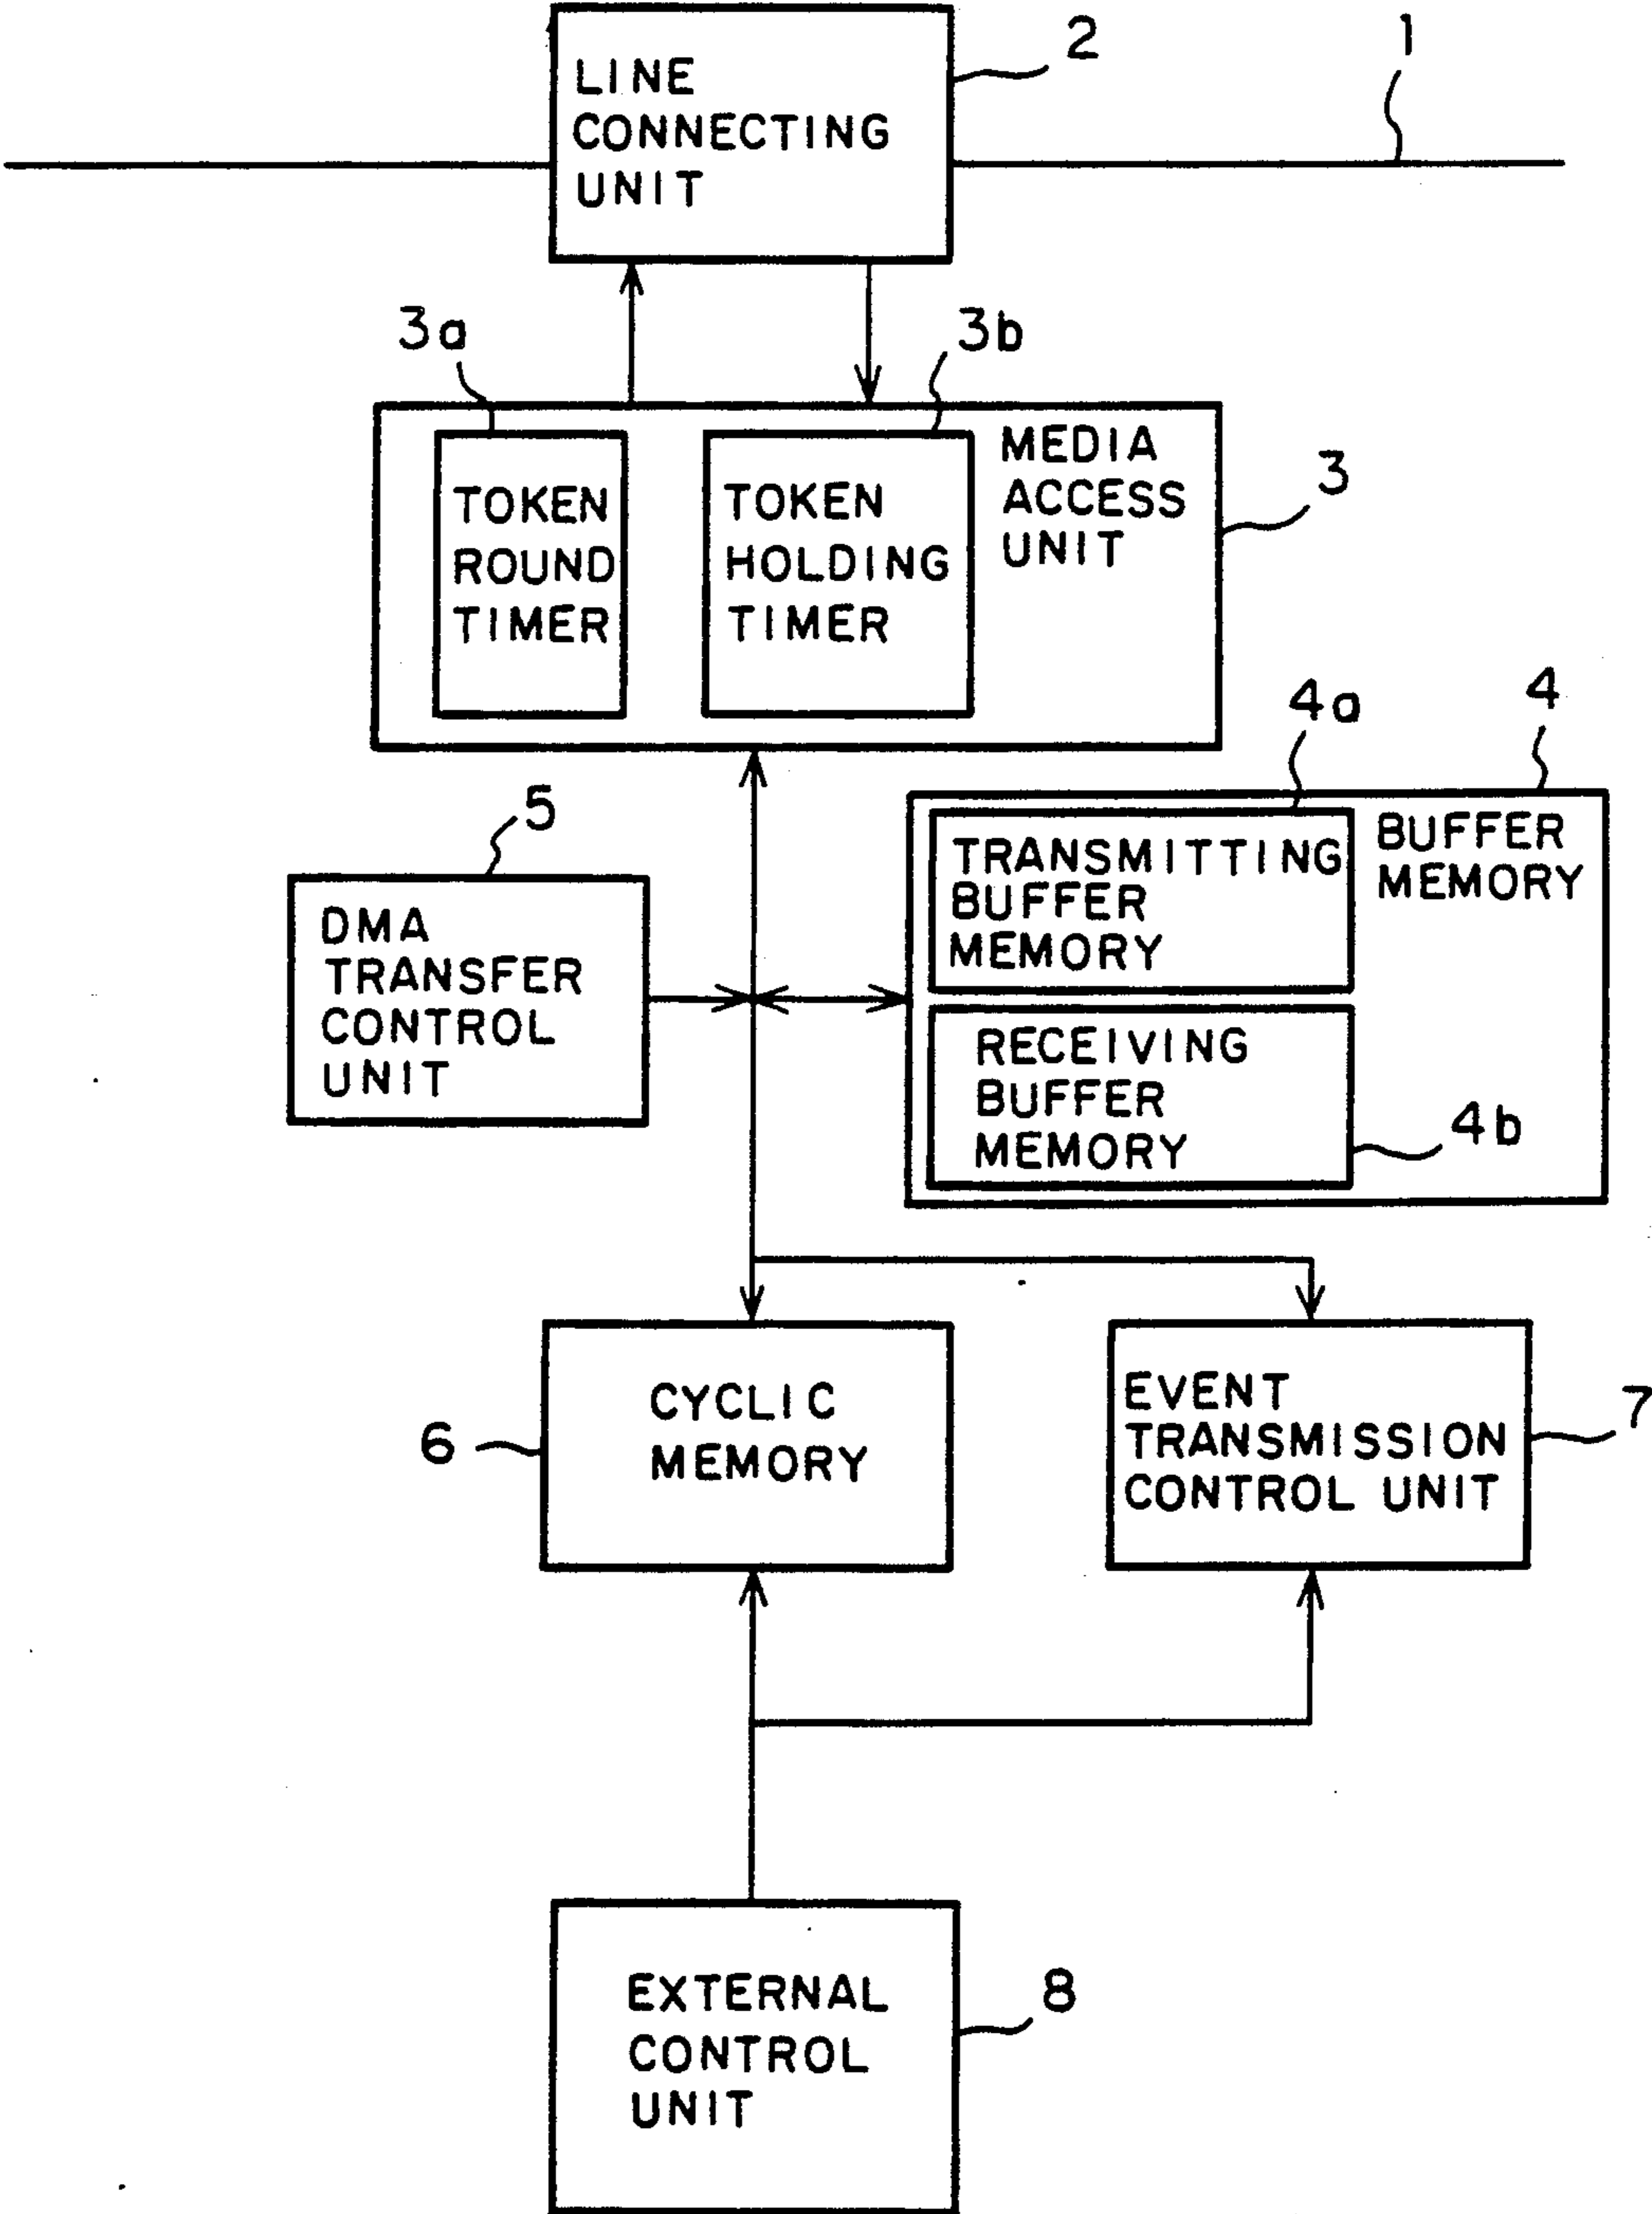 2
1
LINE
CONNECTING
UNIT
3a
3b
MEDIA
ACCESS
UNIT
3
TOKEN
ROUND
TIMER
TOKEN
HOLDING
TIMER
4a
4
5
TRANSMITTING
BUFFER
MEMORY
BUFFER
MEMORY
DMA
TRANSFER
CONTROL
UNIT
RECEIVING
BUFFER
MEMORY
4b
6
CYCLIC
MEMORY
EVENT
TRANSMISSION
CONTROL UNIT
7
EXTERNAL
CONTROL
UNIT
8